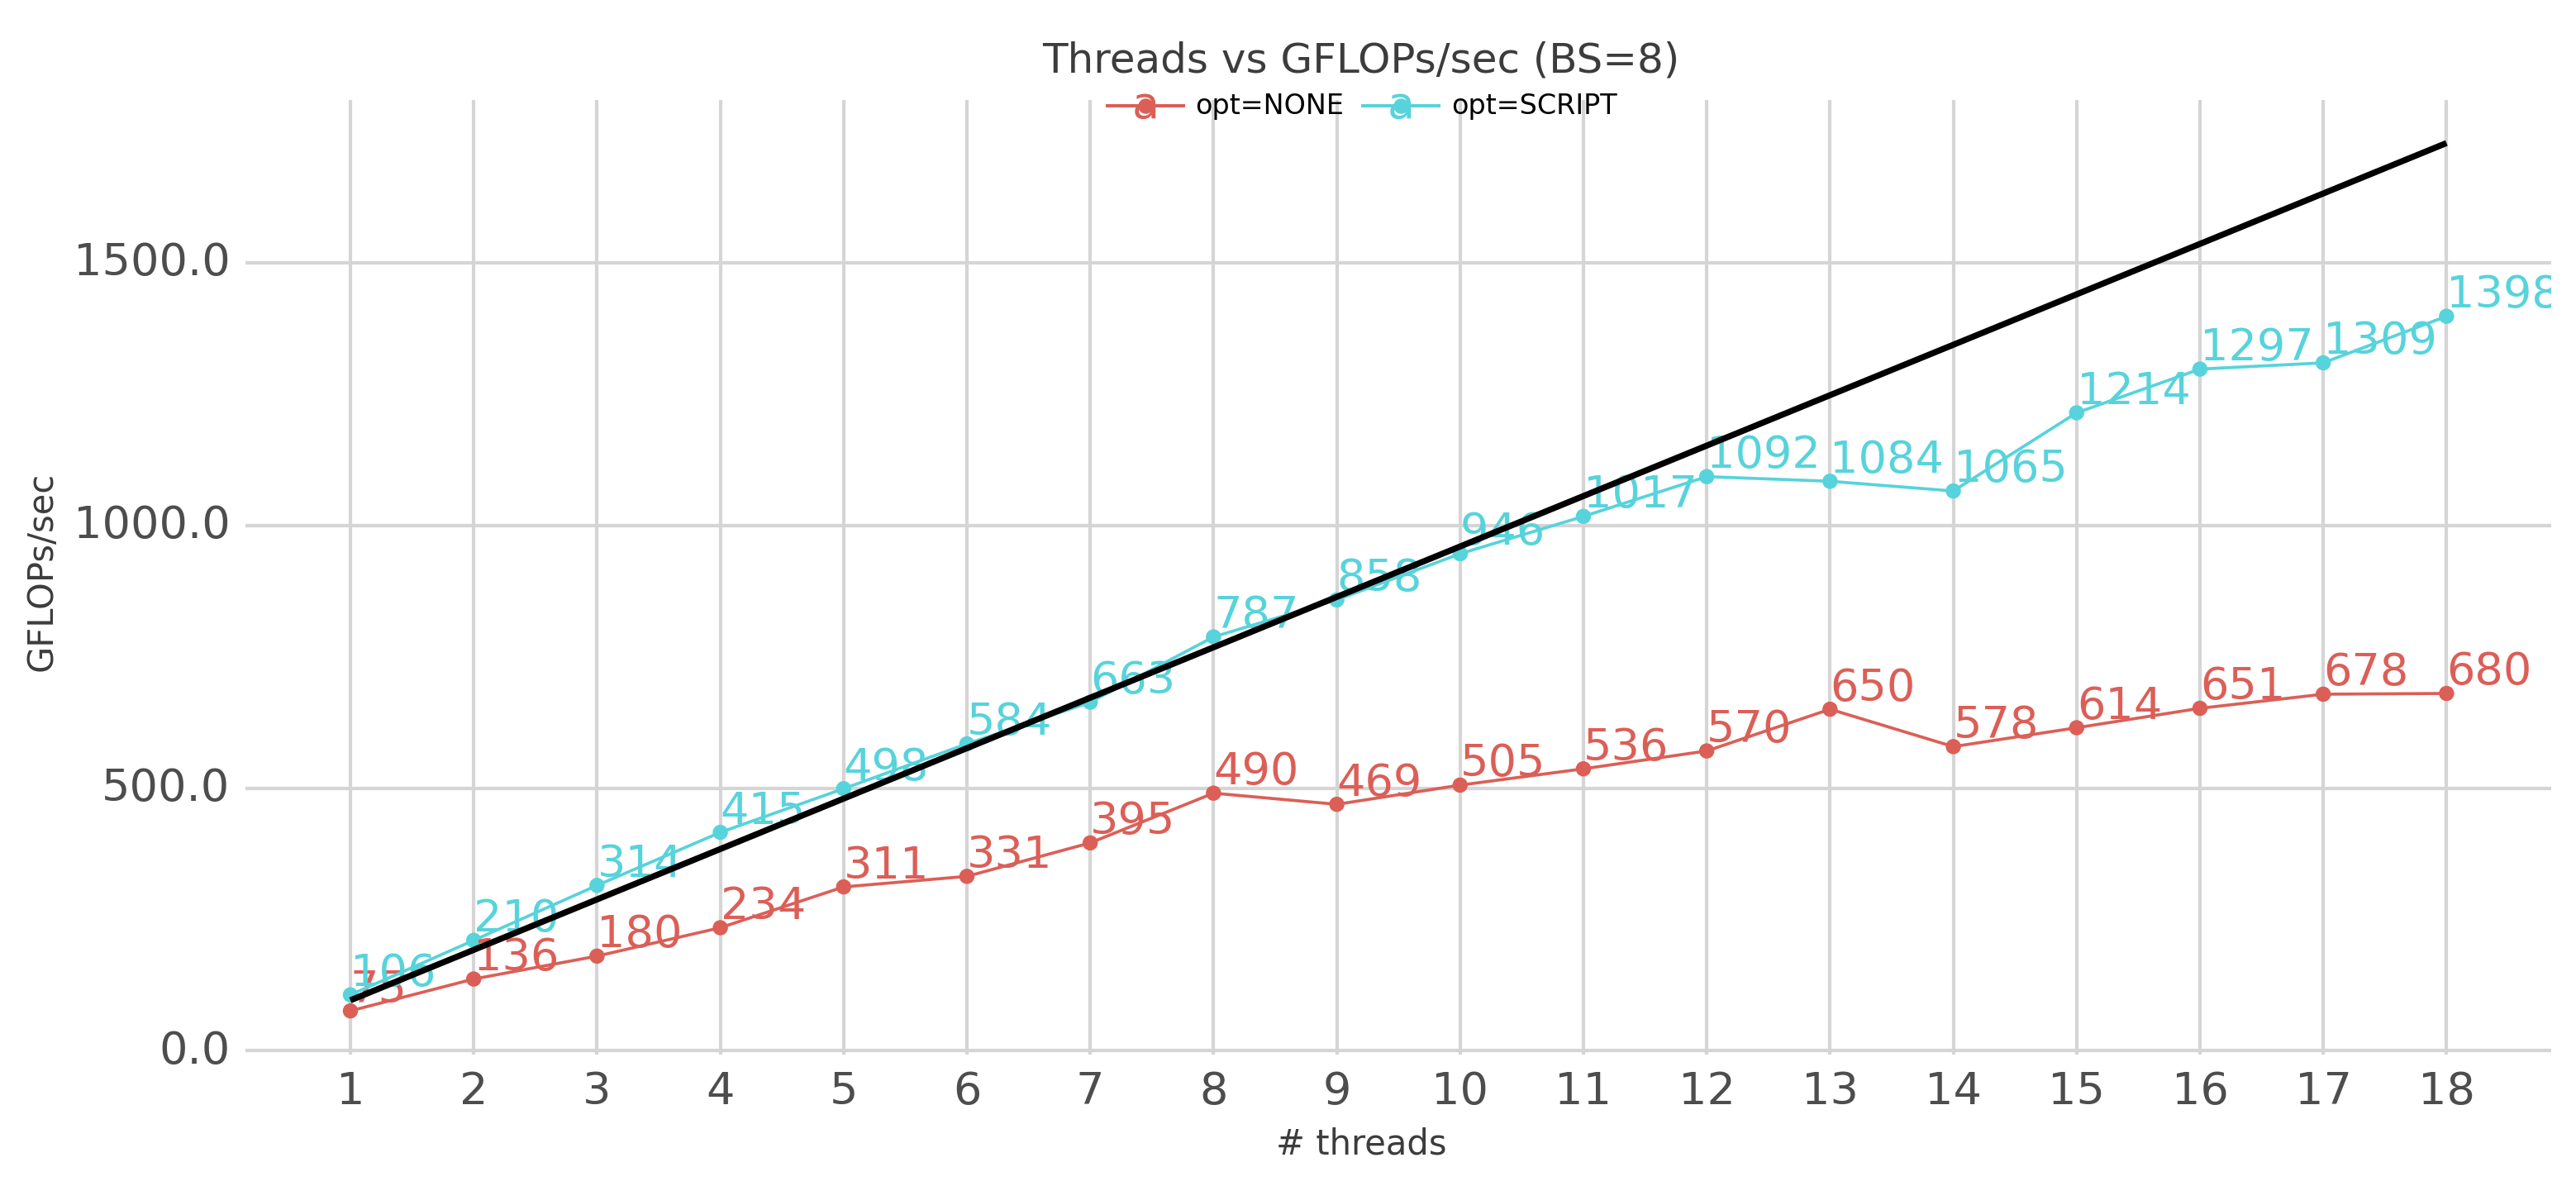 Threads vs GFLOPs/sec (BS=8)
a opt=NONE a opt=SCRIPT
GFLOPs/sec
1500.0
1000.0
500.0
0.0
106 210 314 415 498 584 663 787 858 946 1017 1092 1084 1065 1214 1297 1309 1398
75 136 180 234 311 331 395 490 469 505 536 570 650 578 614 651 678 680
1 2 3 4 5 6 7 8 9 10 11 12 13 14 15 16 17 18
# threads